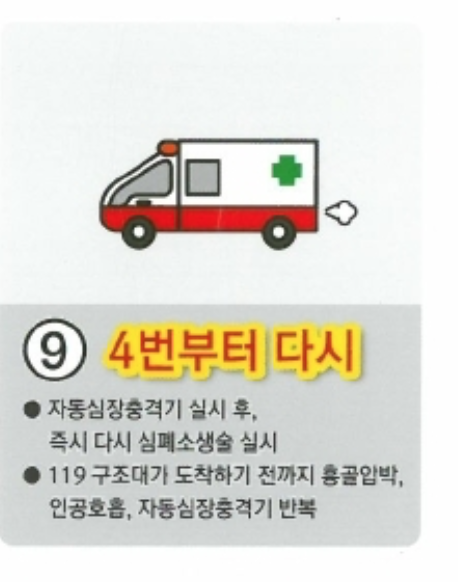 ⑨ 4번부터 다시
● 자동심장충격기 실시 후,
즉시 다시 심폐소생술 실시
● 119 구조대가 도착하기 전까지 흉골압박,
인공호흡, 자동심장충격기 반복